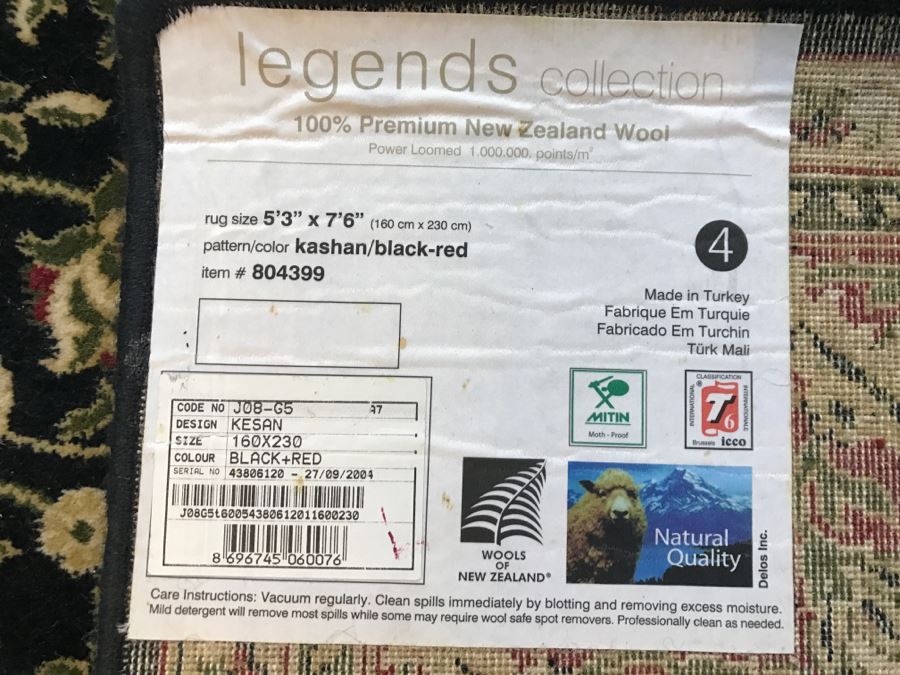 legends collection
100% Premium New Zealand Wool
Power Loomed 1.000.000. points/m²
rug size 5'3" x 7'6" (160 cm x 230 cm)
pattern/color kashan/black-red
item # 804399
4
Made in Turkey
Fabrique Em Turquie
Fabricado Em Turchin
Türk Mali
CODE NO J08-G5 A7
DESIGN KESAN
SIZE 160X230
COLOUR BLACK+RED
SERIAL NO 43806120 - 27/09/2004
J08G5t60054380612011600230
8 696745 060076
MITIN
Moth - Proof
CLASSIFICATION
INTERNATIONAL
INTERNATIONALE
T6
Brussels icco
WOOLS
OF
NEW ZEALAND®
Natural
Quality
Delos Inc.
Care Instructions: Vacuum regularly. Clean spills immediately by blotting and removing excess moisture.
Mild detergent will remove most spills while some may require wool safe spot removers. Professionally clean as needed.